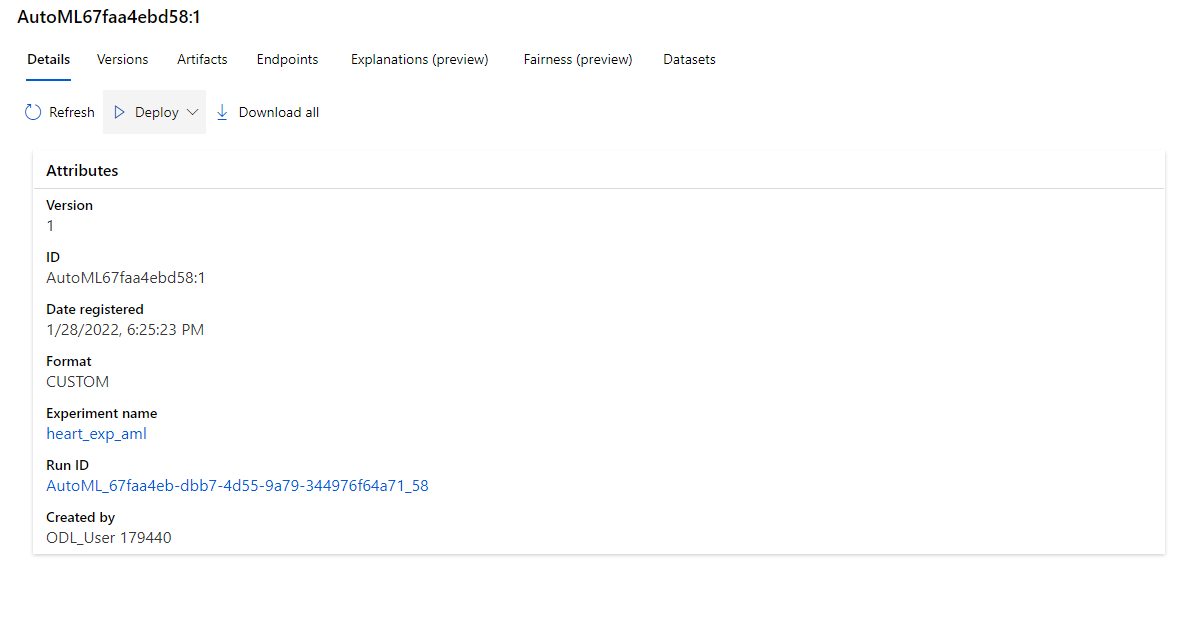 AutoML67faa4ebd58:1
Details Versions Artifacts Endpoints Explanations (preview) Fairness (preview) Datasets
Refresh Deploy Download all
Attributes
Version
1
ID
AutoML67faa4ebd58:1
Date registered
1/28/2022, 6:25:23 PM
Format
CUSTOM
Experiment name
heart_exp_aml
Run ID
AutoML_67faa4eb-dbb7-4d55-9a79-344976f64a71_58
Created by
ODL_User 179440